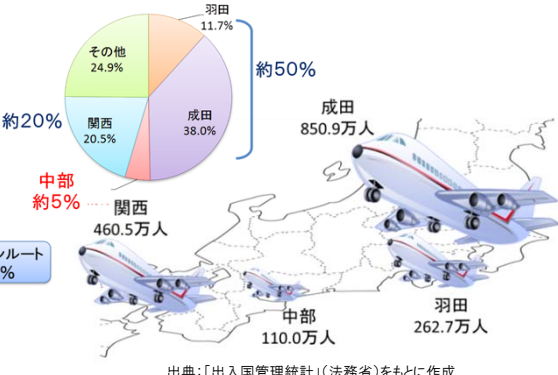 羽田
11.7%
その他
24.9%
約50%
成田
38.0%
約20%
関西
20.5%
中部
約5%
成田
850.9万人
関西
460.5万人
ルート
%
中部
110.0万人
羽田
262.7万人
出典:「出入国管理統計」(法務省)をもとに作成